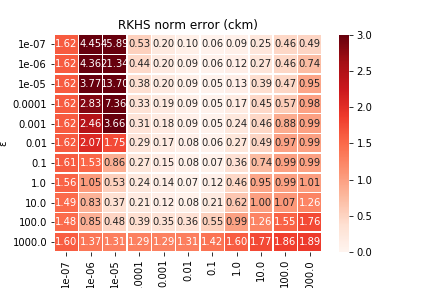 RKHS norm error (ckm)
1e-07 1.62 4.45 45.89 0.53 0.20 0.10 0.06 0.09 0.25 0.46 0.49
1e-06 1.62 4.36 21.34 0.44 0.20 0.09 0.06 0.12 0.27 0.46 0.74
1e-05 1.62 3.77 13.70 0.38 0.20 0.09 0.05 0.13 0.39 0.47 0.95
0.0001 1.62 2.83 7.36 0.33 0.19 0.09 0.05 0.17 0.45 0.57 0.98
0.001 1.62 2.46 3.66 0.31 0.18 0.09 0.05 0.24 0.46 0.88 0.99
0.01 1.62 2.07 1.75 0.29 0.17 0.08 0.06 0.27 0.49 0.97 0.99
0.1 1.61 1.53 0.86 0.27 0.15 0.08 0.07 0.36 0.74 0.99 0.99
1.0 1.56 1.05 0.53 0.24 0.14 0.07 0.12 0.46 0.95 0.99 1.01
10.0 1.49 0.83 0.37 0.21 0.12 0.08 0.21 0.62 1.00 1.07 1.26
100.0 1.48 0.85 0.48 0.39 0.35 0.36 0.55 0.99 1.26 1.55 1.76
1000.0 1.60 1.37 1.31 1.29 1.29 1.31 1.42 1.60 1.77 1.86 1.89
ε
1e-07 1e-06 1e-05 0001 0.001 0.01 0.1 1.0 10.0 100.0 000.0
3.0
2.5
2.0
1.5
1.0
0.5
0.0